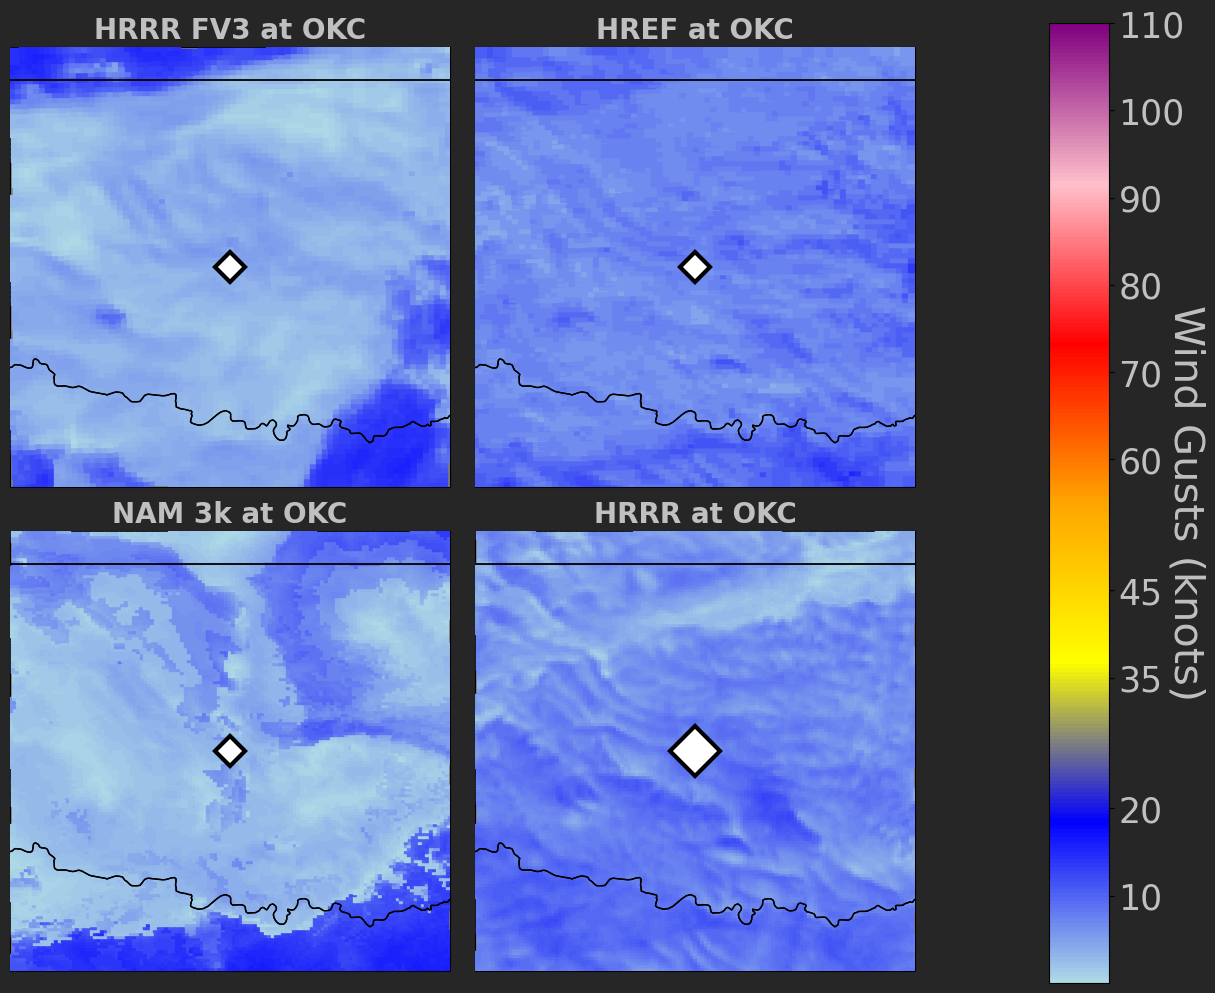 HRRR FV3 at OKC
HREF at OKC
NAM 3k at OKC
HRRR at OKC
110
100
90
80
70
60
45
35
20
10
Wind Gusts (knots)